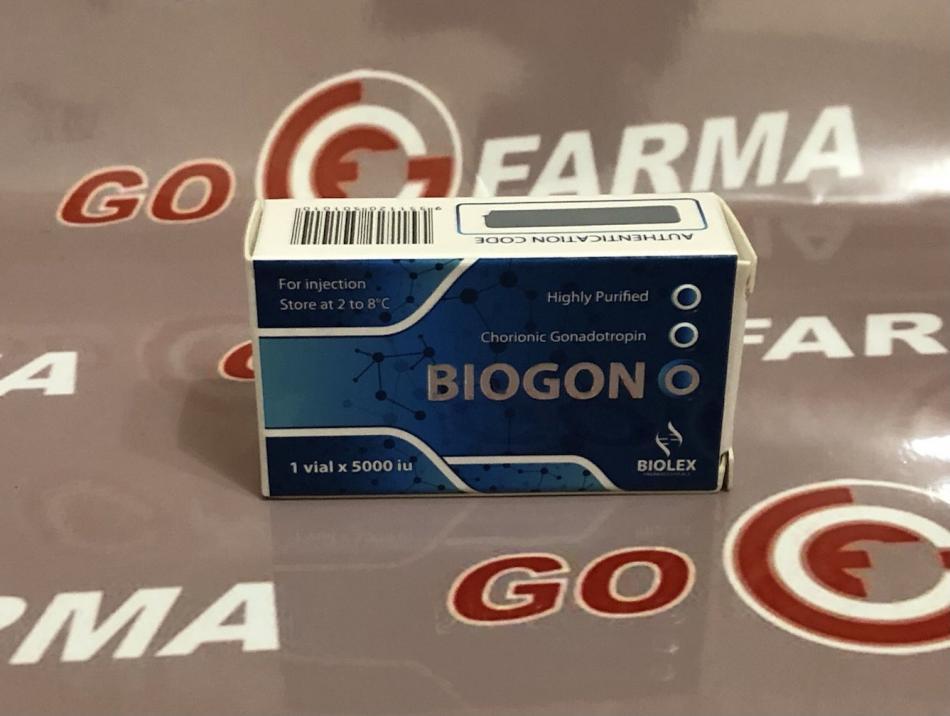 GO FARMA
AUTHENTICATION CODE
For injection
Store at 2 to 8°C
Highly Purified
Chorionic Gonadotropin
BIOGON
1 vial x 5000 iu
BIOLEX
FAR
A
GO
RMA